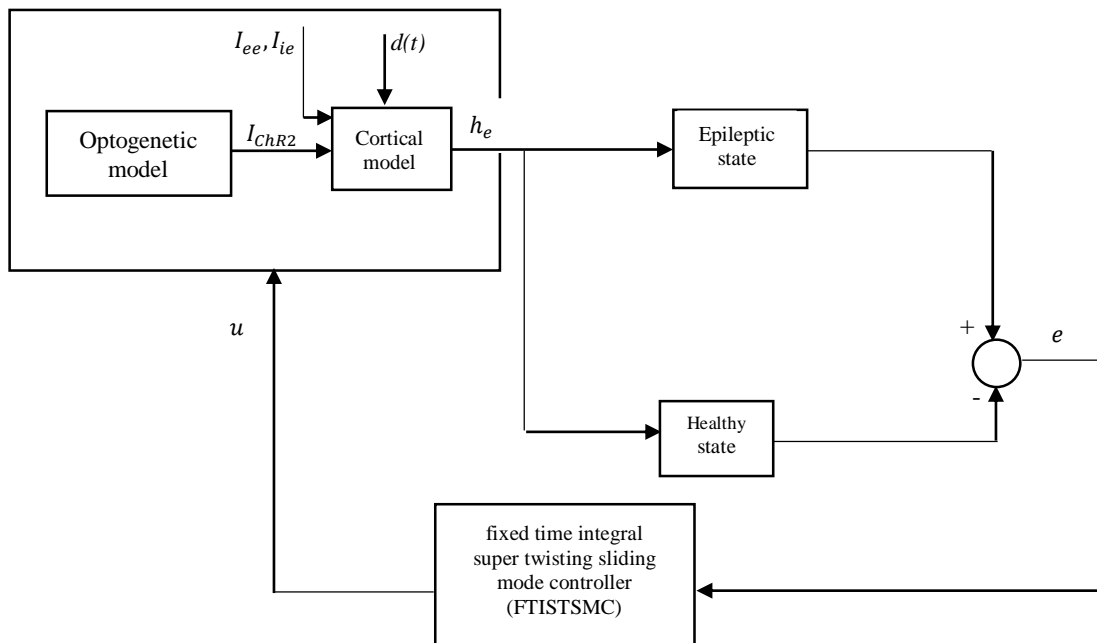 I_ee, I_ie
d(t)
Optogenetic
model
I_ChR2
Cortical
model
h_e
Epileptic
state
u
+
e
-
Healthy
state
fixed time integral
super twisting sliding
mode controller
(FTISTSMC)